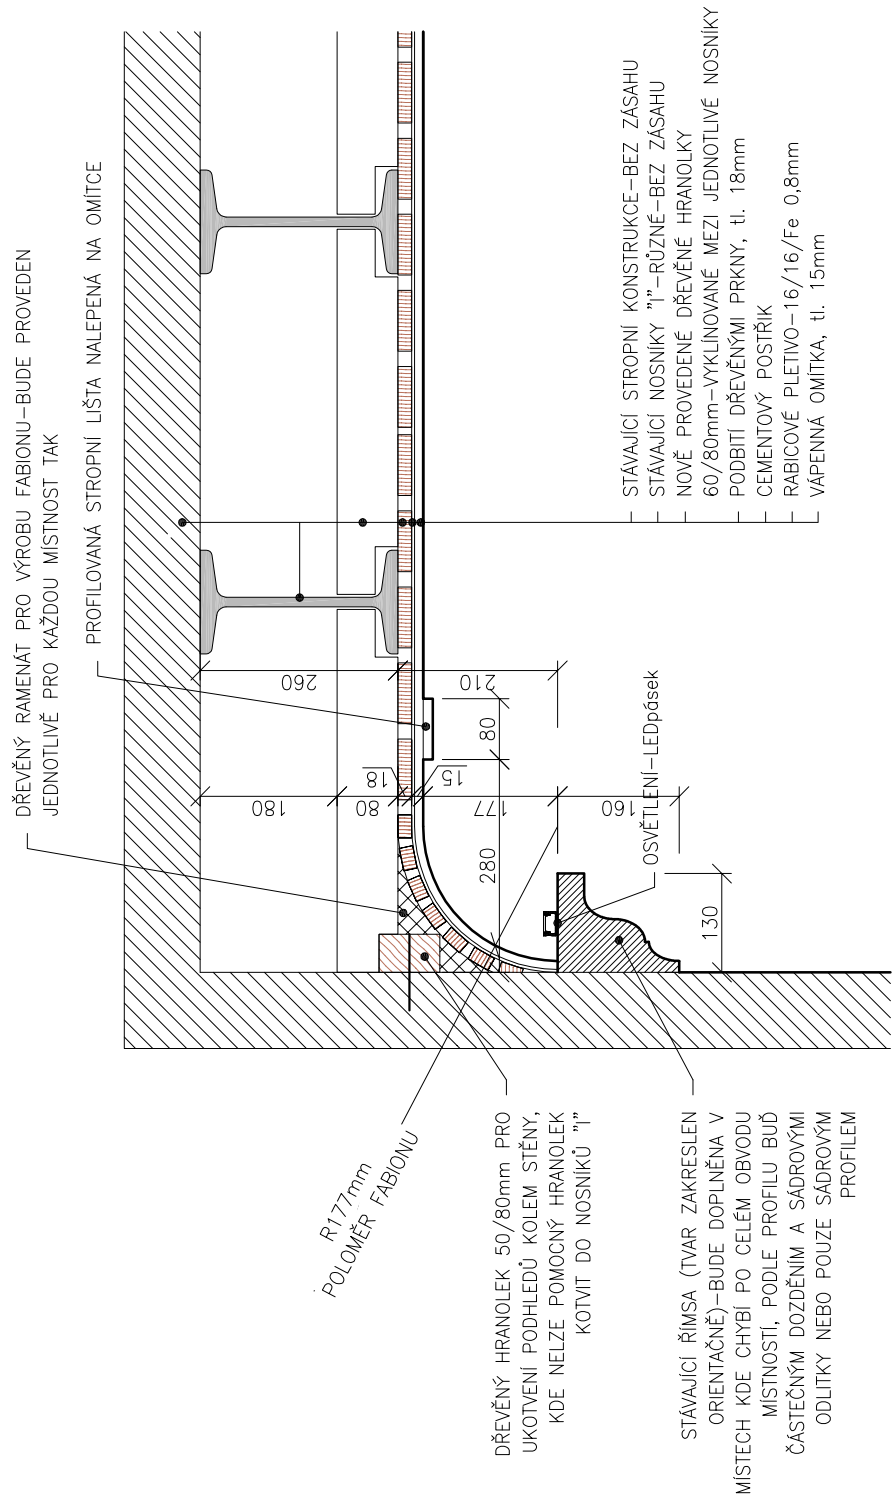 DŘEVĚNÝ RAMENÁT PRO VÝROBU FABIONU–BUDE PROVEDEN
JEDNOTLIVĚ PRO KAŽDOU MÍSTNOST TAK
PROFILOVANÁ STROPNÍ LIŠTA NALEPENÁ NA OMÍTCE
260
210
180
80
18
15
177
160
80
280
130
OSVĚTLENÍ–LEDpásek
R177mm
POLOMĚR FABIONU
DŘEVĚNÝ HRANOLEK 50/80mm PRO
UKOTVENÍ PODHLEDŮ KOLEM STĚNY,
KDE NELZE POMOCNÝ HRANOLEK
KOTVIT DO NOSNÍKŮ "I"
STÁVAJÍCÍ ŘÍMSA (TVAR ZAKRESLEN
ORIENTAČNĚ)–BUDE DOPLNĚNA V
MÍSTECH KDE CHYBÍ PO CELÉM OBVODU
MÍSTNOSTÍ, PODLE PROFILU BUĎ
ČÁSTEČNÝM DOZDĚNÍM A SÁDROVÝMI
ODLITKY NEBO POUZE SÁDROVÝM
PROFILEM
STÁVAJÍCÍ STROPNÍ KONSTRUKCE–BEZ ZÁSAHU
STÁVAJÍCÍ NOSNÍKY "I"–RŮZNÉ–BEZ ZÁSAHU
NOVĚ PROVEDENÉ DŘEVĚNÉ HRANOLKY
60/80mm–VYKLÍNOVANÉ MEZI JEDNOTLIVÉ NOSNÍKY
PODBITÍ DŘEVĚNÝMI PRKNY, tl. 18mm
CEMENTOVÝ POSTŘIK
RABICOVÉ PLETIVO–16/16/Fe 0,8mm
VÁPENNÁ OMÍTKA, tl. 15mm